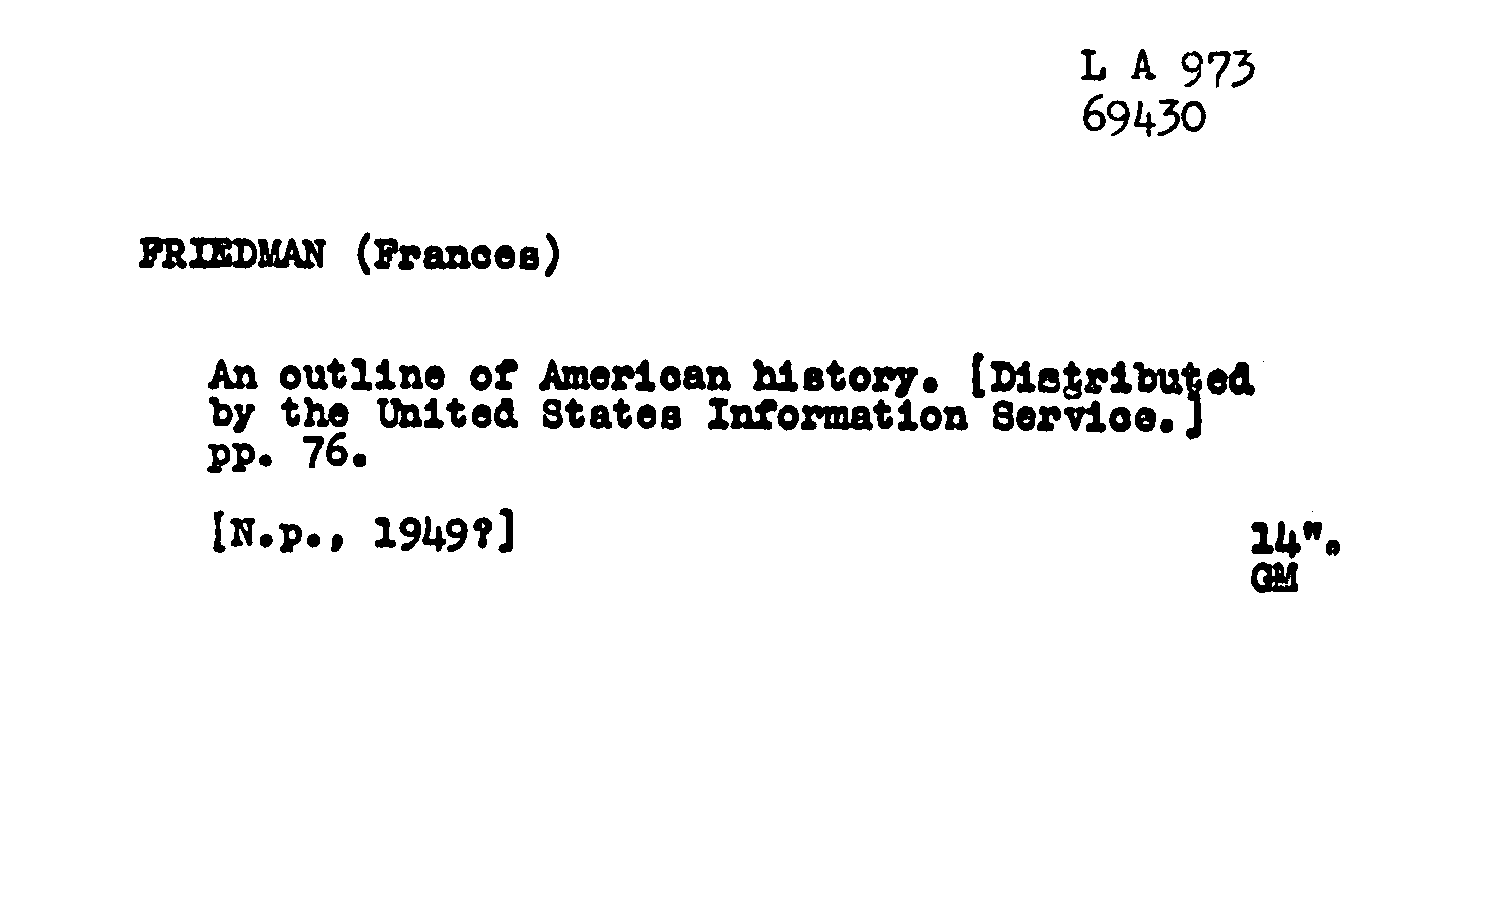 L A 973
69430
FRIEDMAN (Frances)
An outline of American history. [Distributed
by the United States Information Service.]
pp. 76.
[N.p., 1949?]
14".
GM